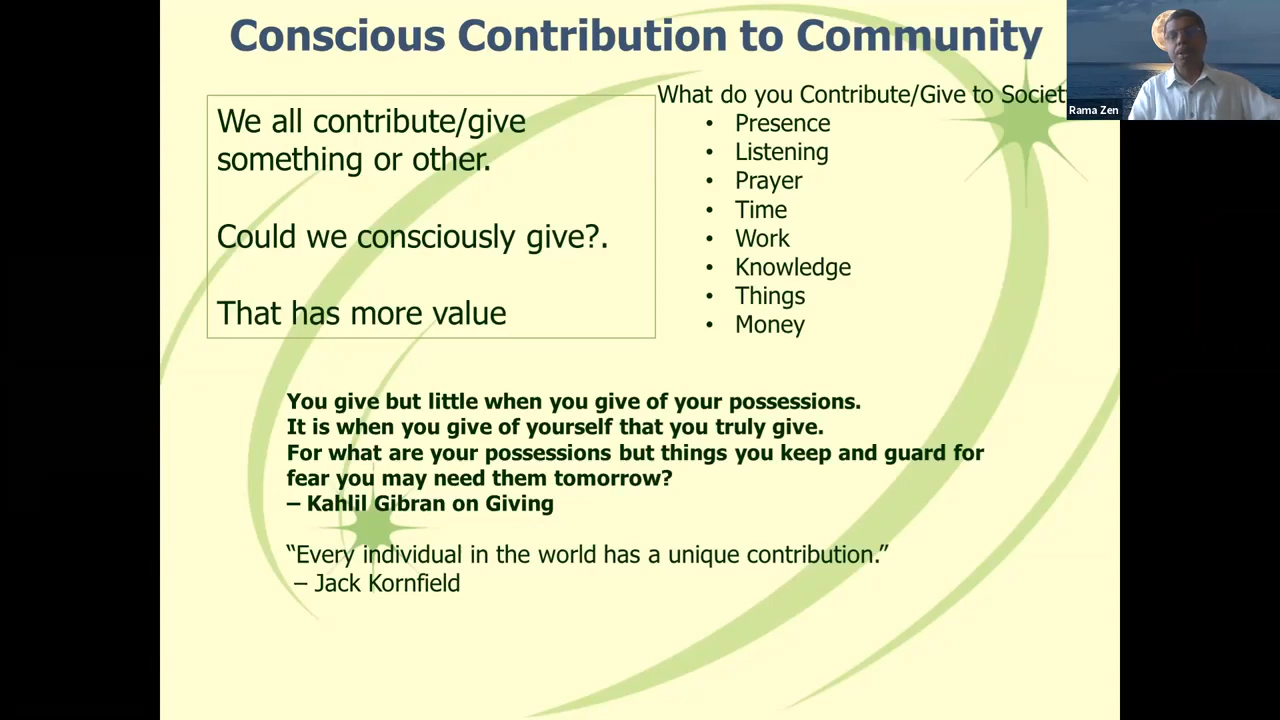 Conscious Contribution to Community
We all contribute/give
something or other.
Could we consciously give?.
That has more value
What do you Contribute/Give to Societ
• Presence
• Listening
• Prayer
• Time
• Work
• Knowledge
• Things
• Money
Rama Zen
You give but little when you give of your possessions.
It is when you give of yourself that you truly give.
For what are your possessions but things you keep and guard for
fear you may need them tomorrow?
– Kahlil Gibran on Giving
“Every individual in the world has a unique contribution.”
– Jack Kornfield